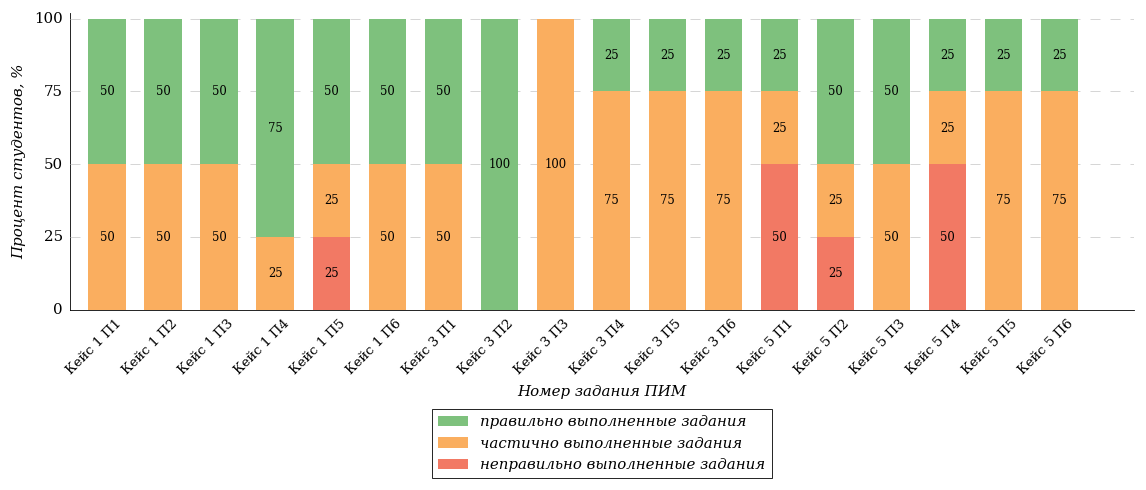 Процент студентов, %
100
75
50
25
0
50 50 50 75 50 50 50 100 100 25 25 25 25 50 50 25 25 25
50 50 50 25 25 50 50 75 75 75 25 25 50 25 75 75
25 50 25 50
Кейс 1 П1
Кейс 1 П2
Кейс 1 П3
Кейс 1 П4
Кейс 1 П5
Кейс 1 П6
Кейс 3 П1
Кейс 3 П2
Кейс 3 П3
Кейс 3 П4
Кейс 3 П5
Кейс 3 П6
Кейс 5 П1
Кейс 5 П2
Кейс 5 П3
Кейс 5 П4
Кейс 5 П5
Кейс 5 П6
Номер задания ПИМ
правильно выполненные задания
частично выполненные задания
неправильно выполненные задания